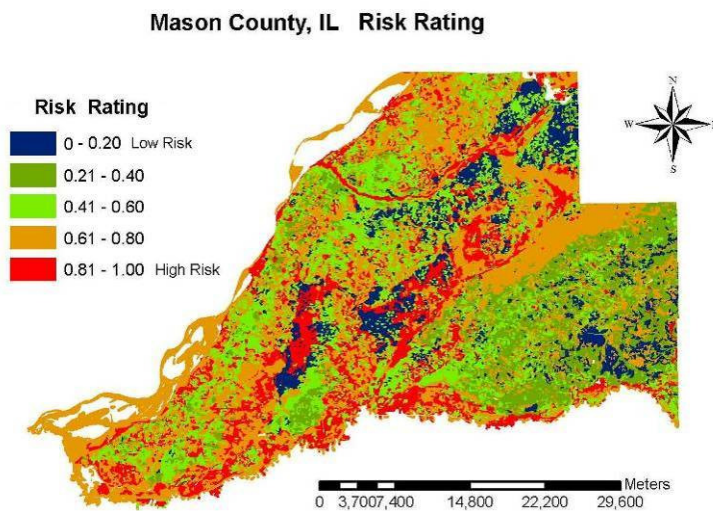 Mason County, IL Risk Rating
Risk Rating
0 - 0.20 Low Risk
0.21 - 0.40
0.41 - 0.60
0.61 - 0.80
0.81 - 1.00 High Risk
N
W
S
Meters
0 3,7007,400 14,800 22,200 29,600